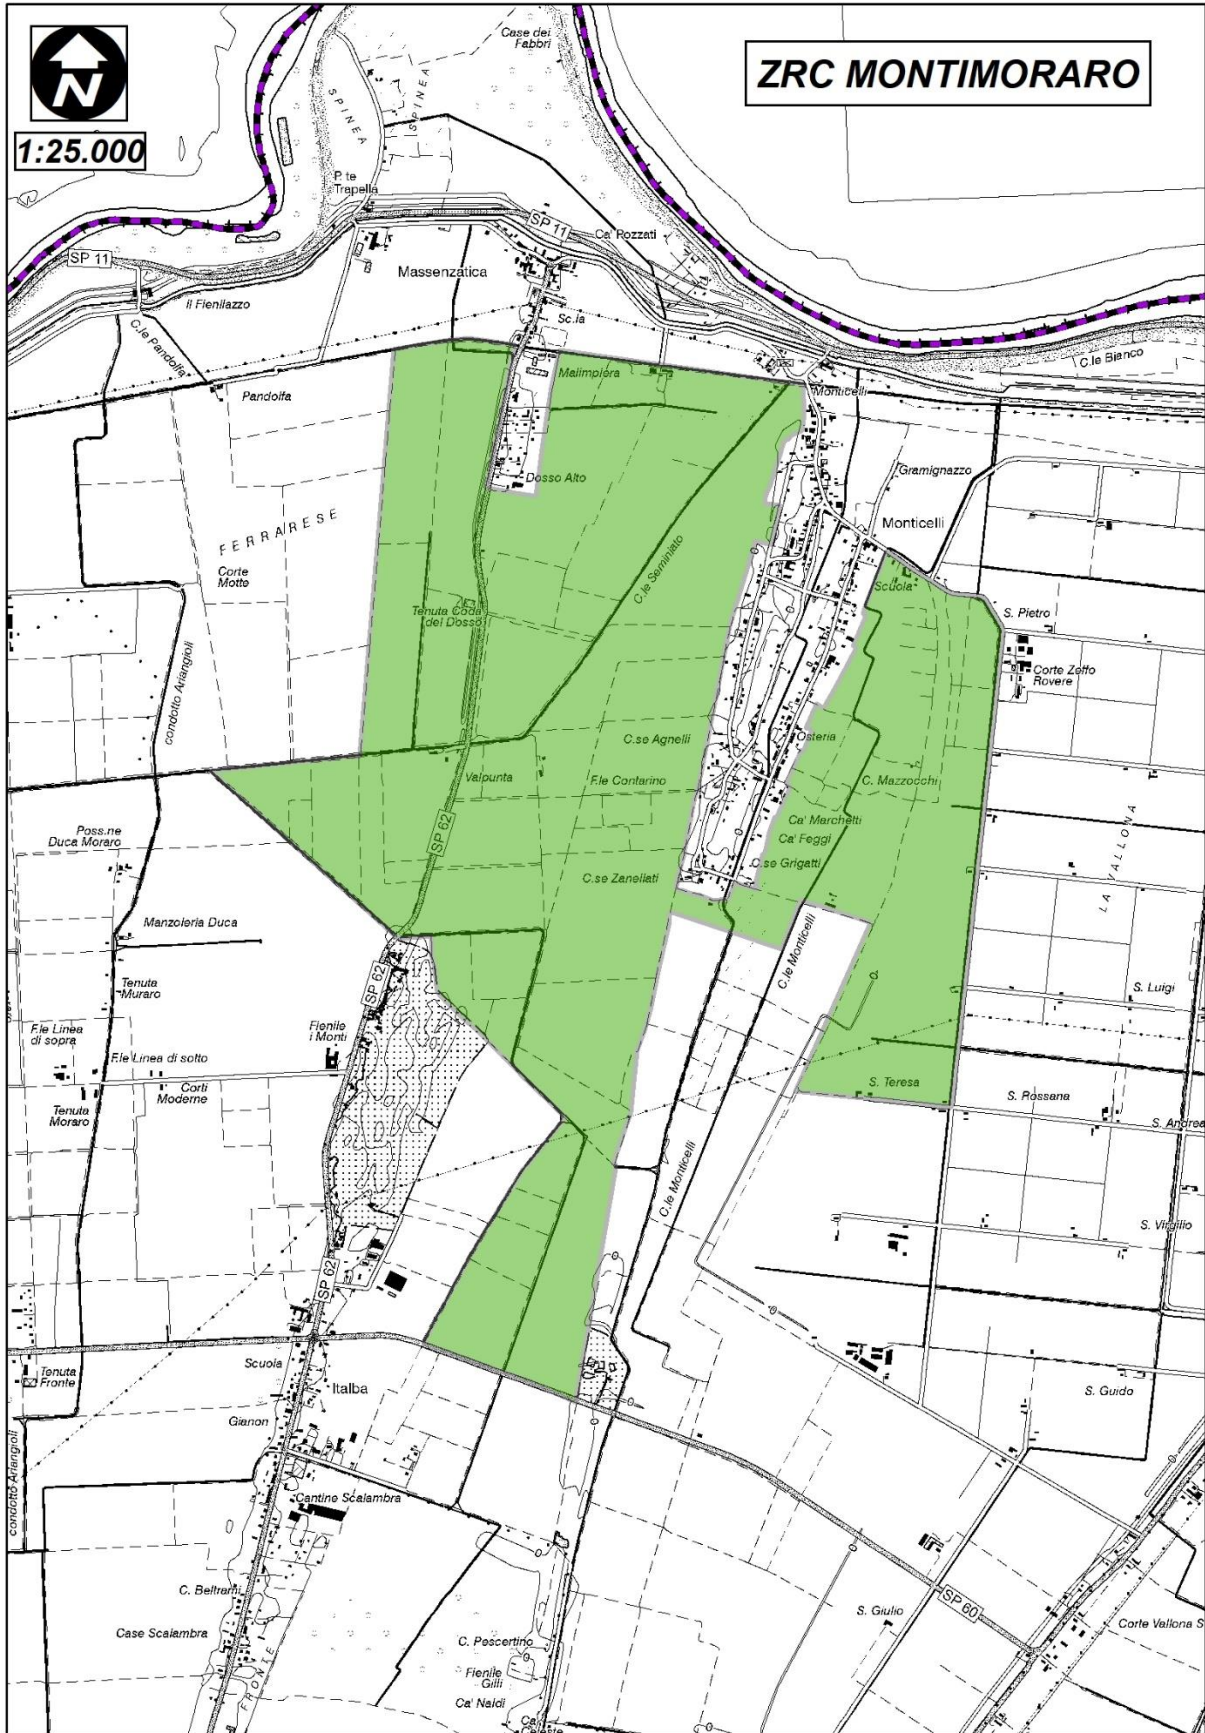 Case dei
Fabbri
ZRC MONTIMORARO
N
1:25.000
SPINEA
SPINEA
P.te
Trapella
SP 11
Ca' Pozzati
SP 11
Massenzatica
Il Fienilazzo
Sc.la
C.le Pandolfa
C.le Bianco
Malimpiera
Pandolfa
Monticelli
Gramignazzo
Dosso Alto
Monticelli
FERRARESE
C.le Seminiato
Corte
Motte
Scuola
Tenuta Coda
del Dosso
S. Pietro
Corte Zeffo
Rovere
condotto Ariangioli
C.se Agnelli
Osteria
Valpunta
F.le Contarino
C. Mazzocchi
Poss.ne
Duca Moraro
SP 62
Ca' Marchetti
Ca' Feggi
C.se Grigatti
LA VALLONA
C.se Zanellati
Manzoleria Duca
C.le Monticelli
SP 62
Tenuta
Muraro
S. Luigi
F.le Linea
di sopra
Fienile
i Monti
F.le Linea di sotto
Corti
Moderne
S. Teresa
S. Rossana
Tenuta
Moraro
S. Andrea
C.le Monticelli
S. Virgilio
SP 62
Scuola
Tenuta
Fronte
Italba
S. Guido
Gianon
condotto Ariangioli
Cantine Scalambra
C. Beltrami
SP 60
S. Giulio
Case Scalambra
Corte Vallona S
C. Pescertino
FRONTE
Fienile
Gilli
Ca' Naldi
Ca'
Celeste